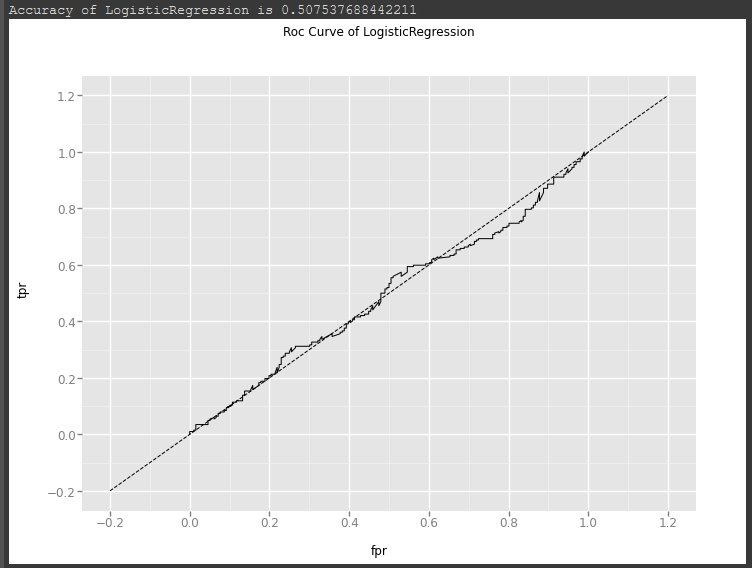 Accuracy of LogisticRegression is 0.507537688442211
Roc Curve of LogisticRegression
1.2
1.0
0.8
0.6
0.4
0.2
0.0
−0.2
tpr
−0.2 0.0 0.2 0.4 0.6 0.8 1.0 1.2
fpr